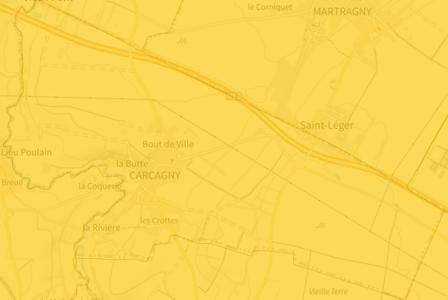 le Corniquet
MARTRAGNY
Saint-Léger
Bout de Ville
Lieu Poulain
la Butte
CARCAGNY
Breuil
la Coquerie
les Crottes
la Rivière
Vieille Terre